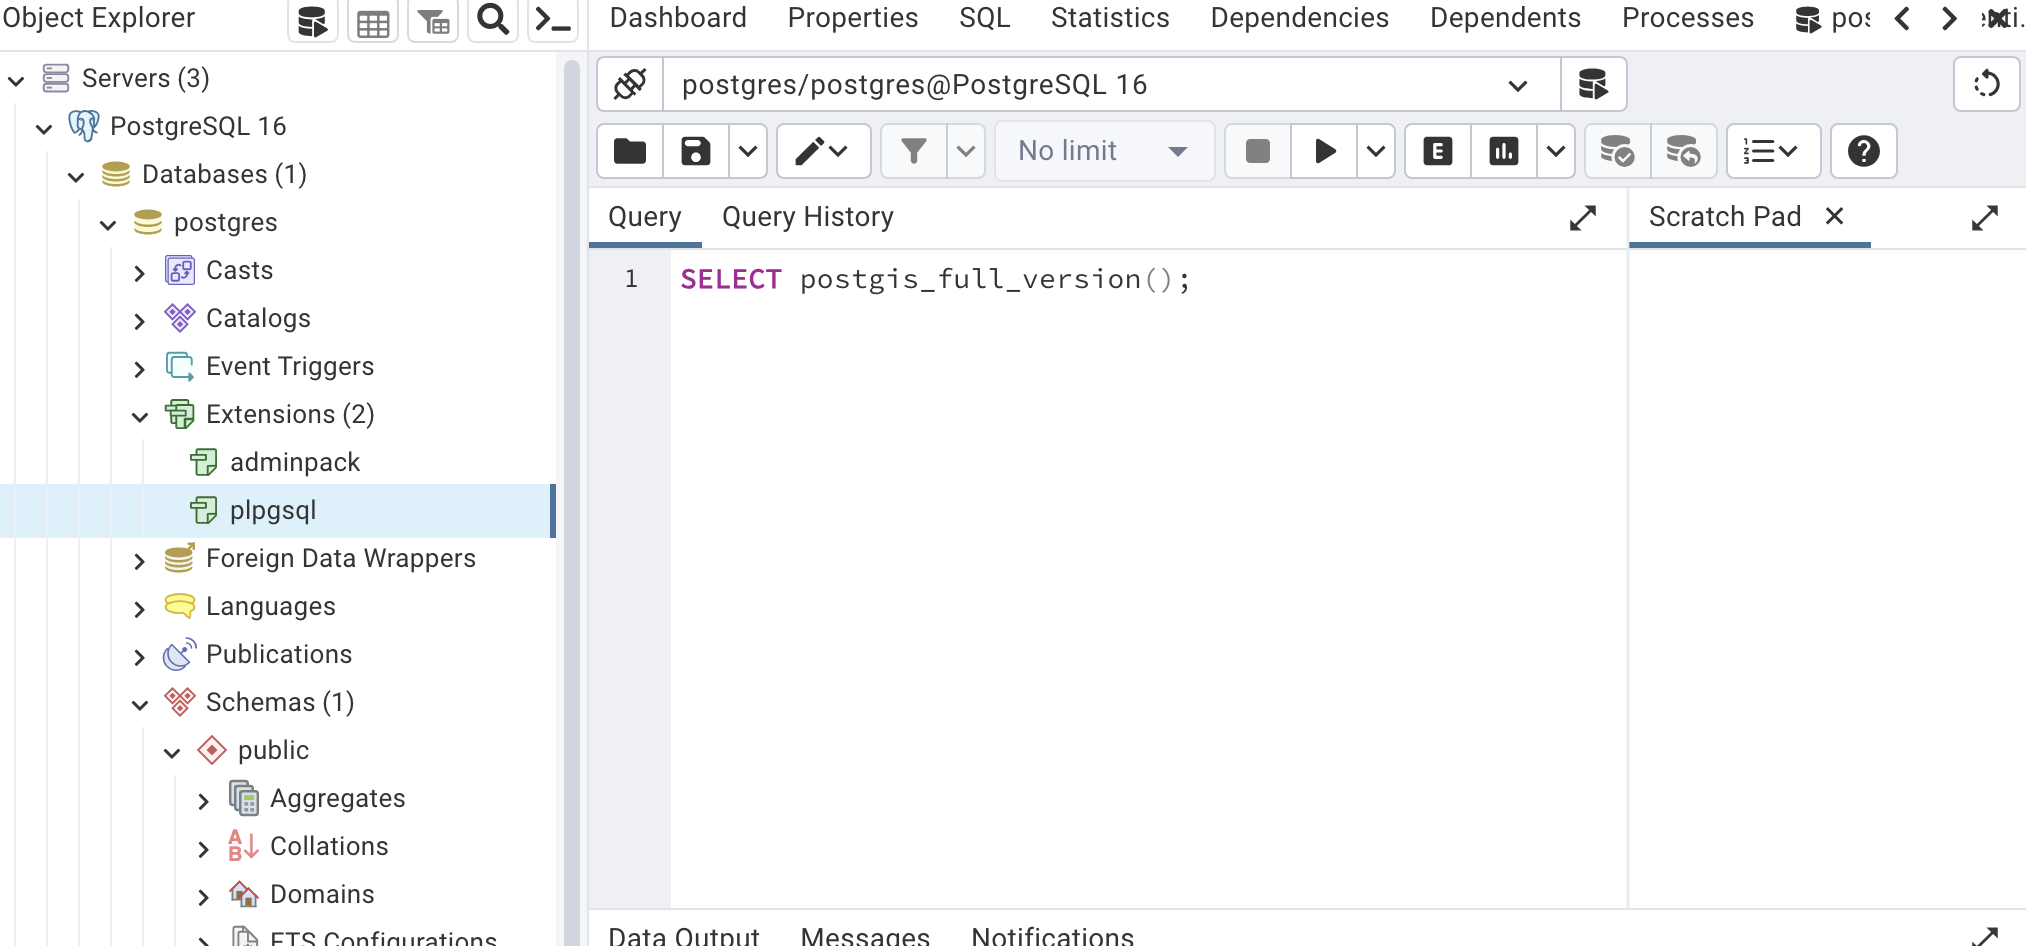 Object Explorer
Dashboard Properties SQL Statistics Dependencies Dependents Processes
Servers (3)
PostgreSQL 16
Databases (1)
postgres
Casts
Catalogs
Event Triggers
Extensions (2)
adminpack
plpgsql
Foreign Data Wrappers
Languages
Publications
Schemas (1)
public
Aggregates
Collations
Domains
FTS Configurations
postgres/postgres@PostgreSQL 16
No limit
Query Query History
Scratch Pad
1 SELECT postgis_full_version();
Data Output Messages Notifications